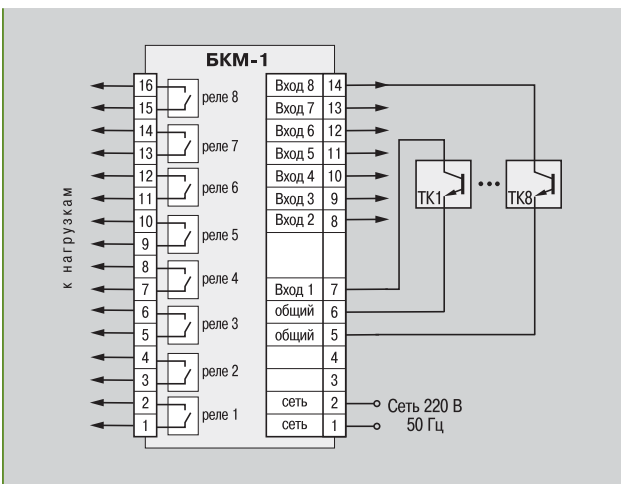 БКМ-1
16
15
реле 8
14
13
реле 7
12
11
реле 6
10
9
реле 5
8
7
реле 4
6
5
реле 3
4
3
реле 2
2
1
реле 1
к нагрузкам
Вход 8 14
Вход 7 13
Вход 6 12
Вход 5 11
Вход 4 10
Вход 3 9
Вход 2 8
Вход 1 7
общий 6
общий 5
4
3
сеть 2
сеть 1
ТК1
ТК8
Сеть 220 В
50 Гц